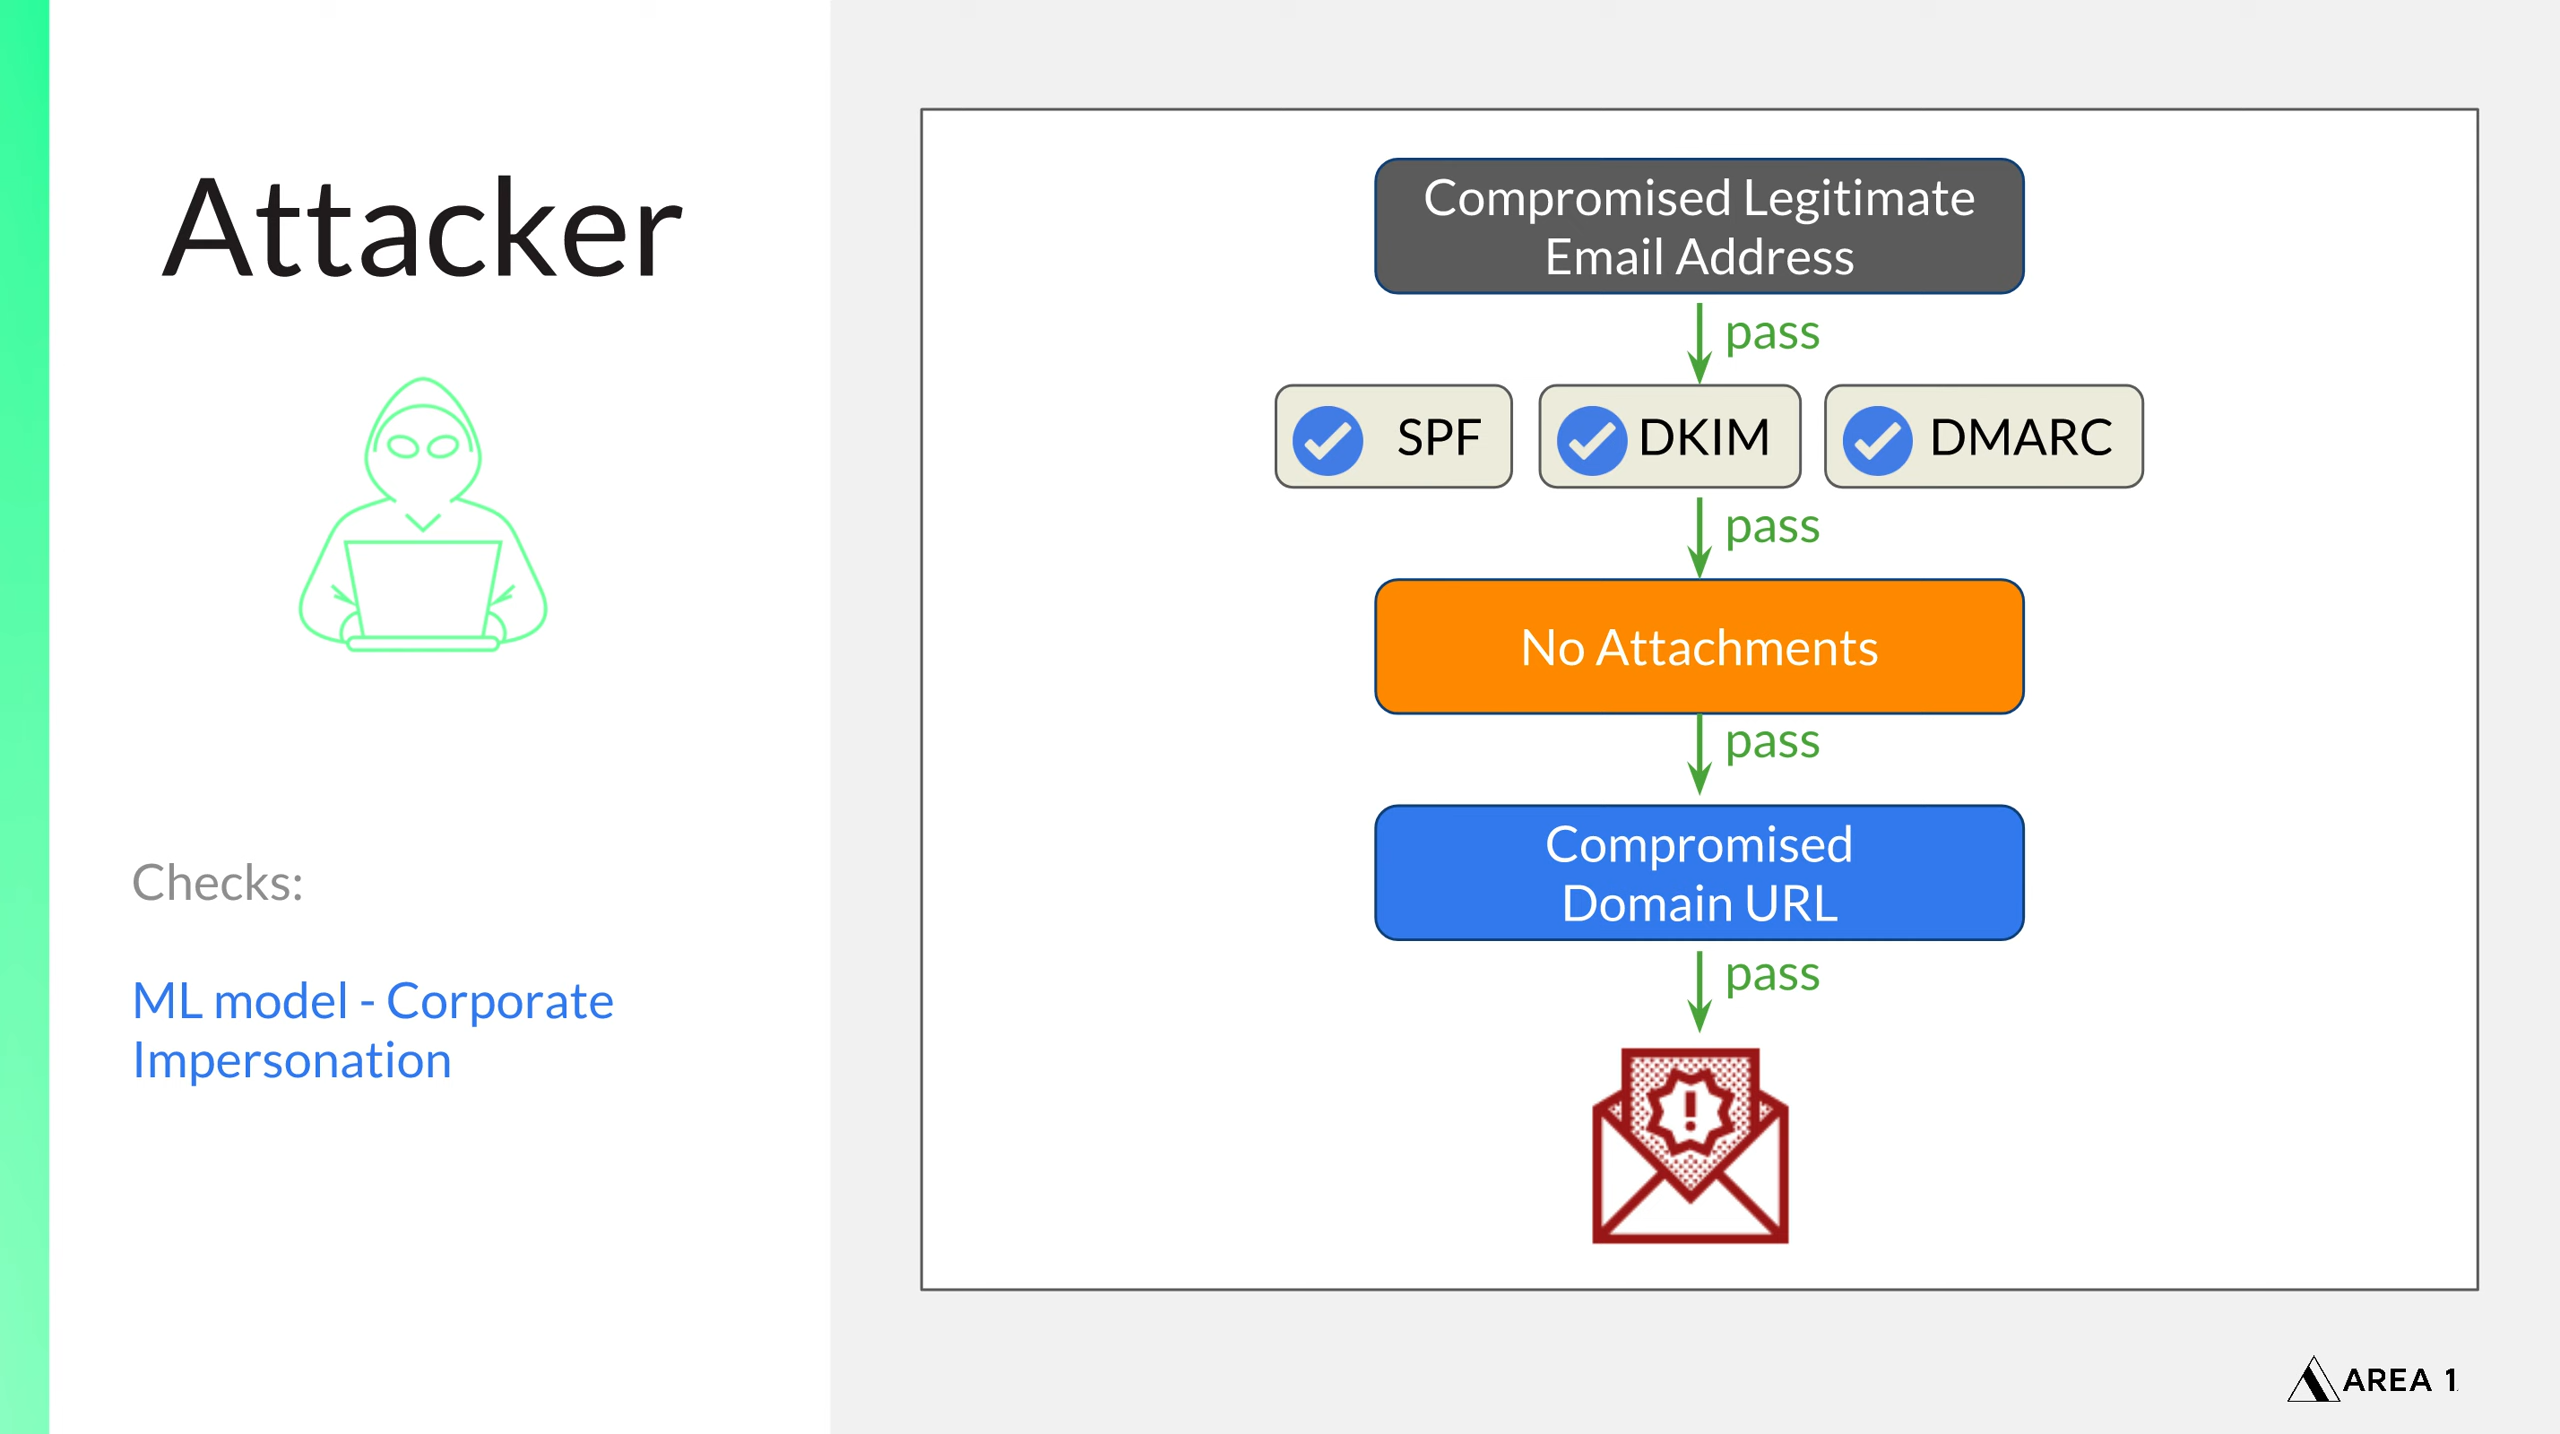 Attacker
Checks:
ML model - Corporate
Impersonation
Compromised Legitimate
Email Address
pass
SPF
DKIM
DMARC
pass
No Attachments
pass
Compromised
Domain URL
pass
!
AREA 1